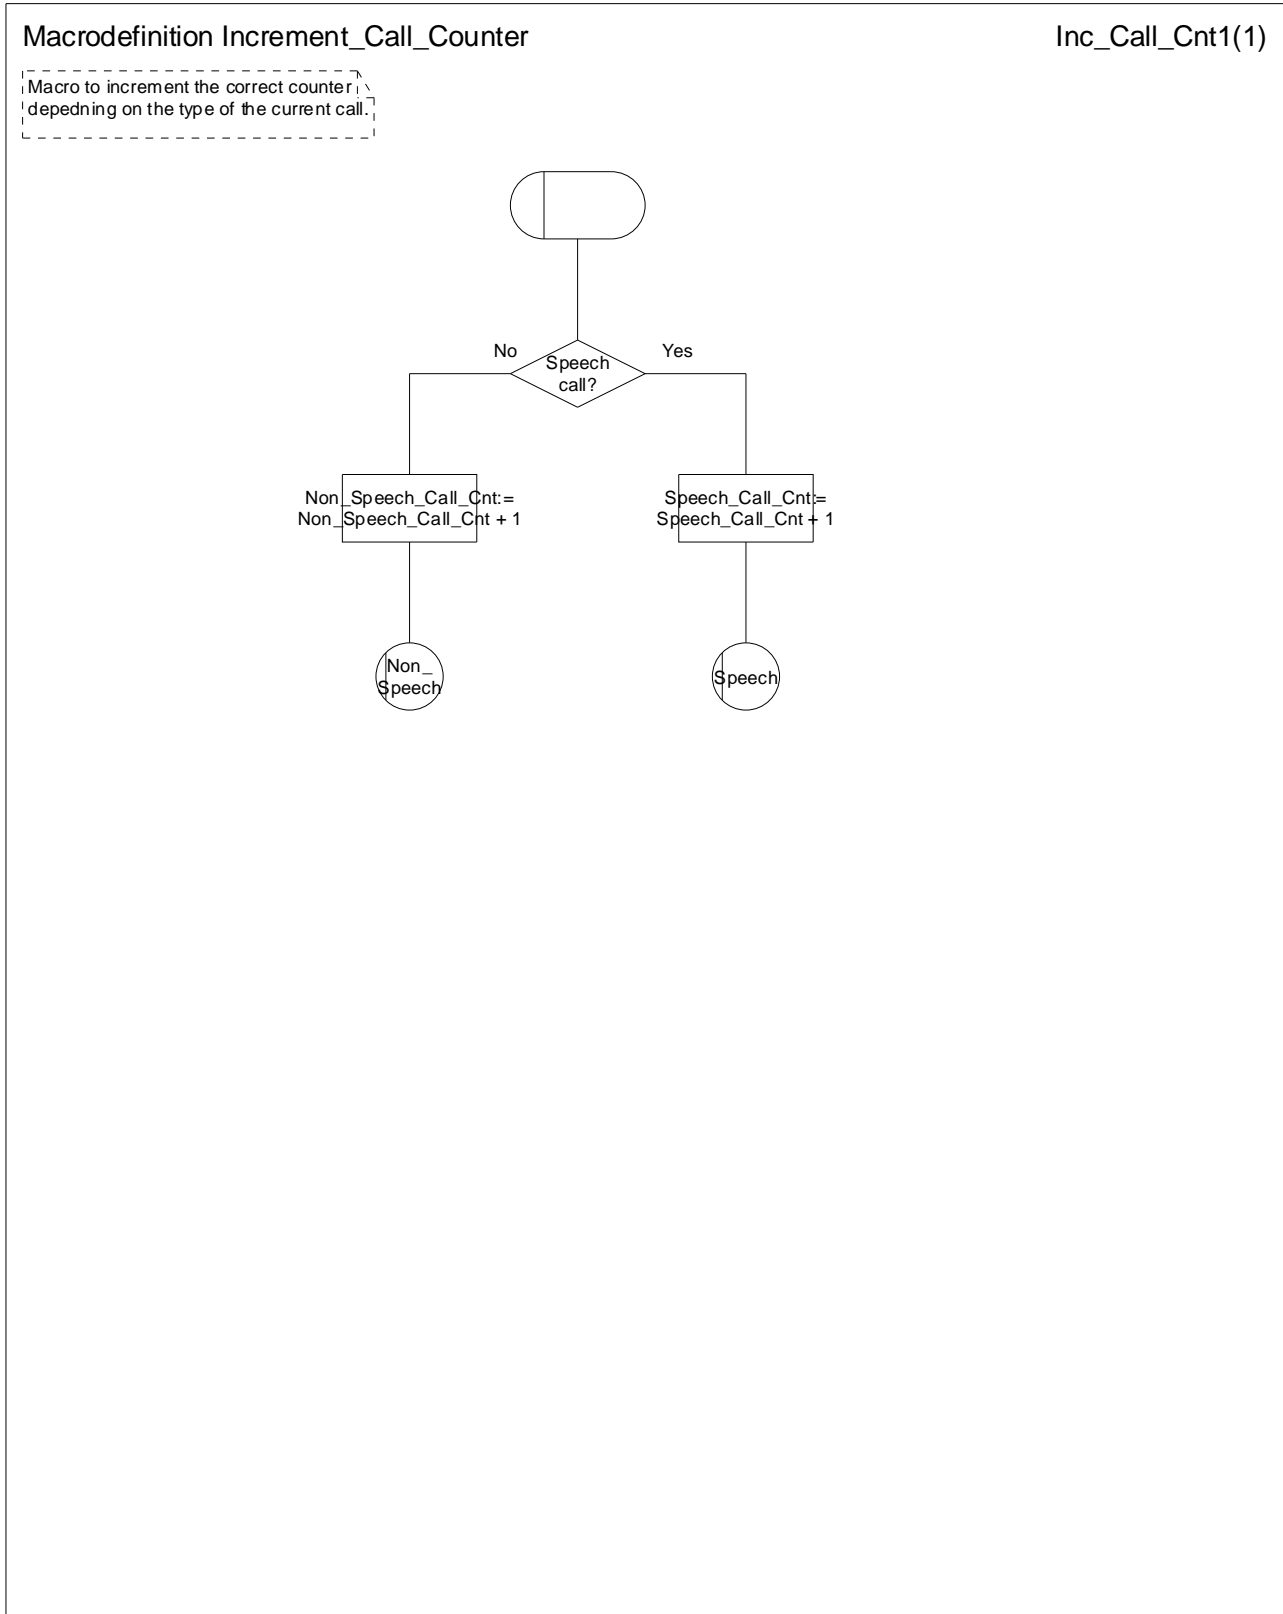 Macrodefinition Increment_Call_Counter
Inc_Call_Cnt1(1)
Macro to increment the correct counter
depedning on the type of the current call.
No
Yes
Speech
call?
Non_Speech_Call_Cnt:=
Non_Speech_Call_Cnt + 1
Speech_Call_Cnt:=
Speech_Call_Cnt + 1
Non_
Speech
Speech